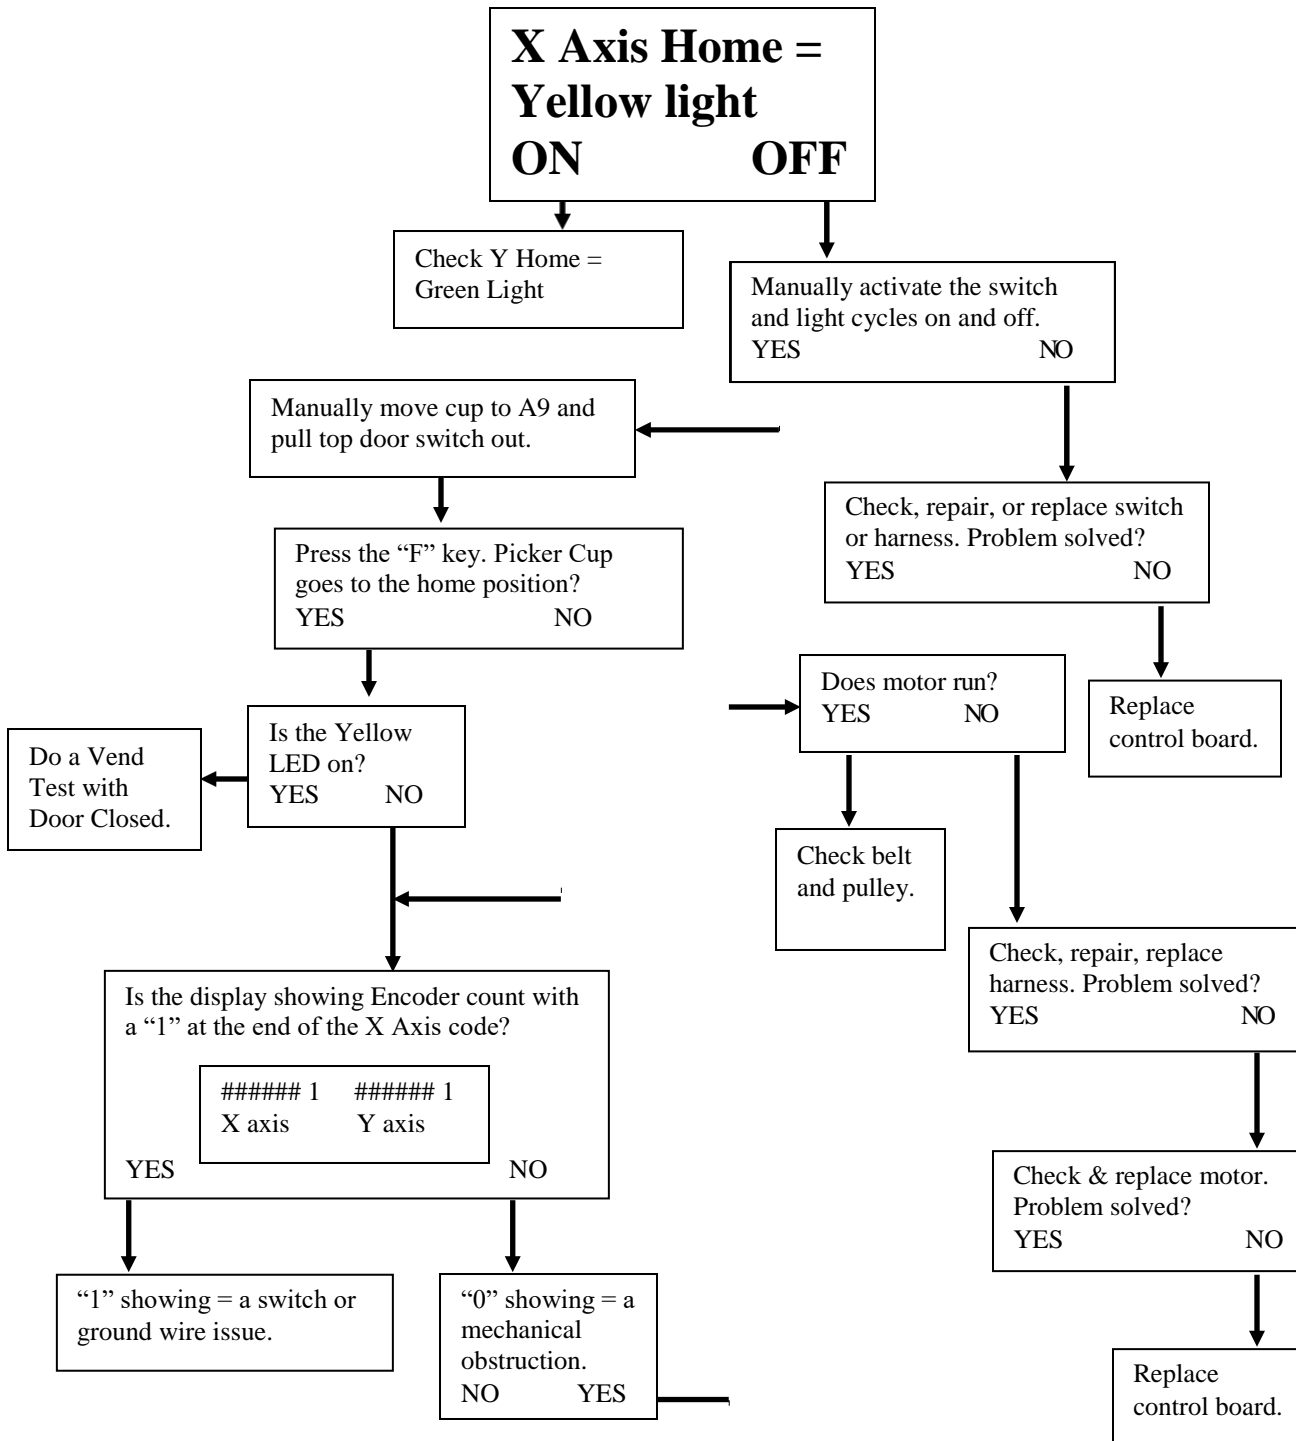 X Axis Home =
Yellow light
ON OFF
Check Y Home =
Green Light
Manually activate the switch
and light cycles on and off.
YES NO
Manually move cup to A9 and
pull top door switch out.
Check, repair, or replace switch
or harness. Problem solved?
YES NO
Press the “F” key. Picker Cup
goes to the home position?
YES NO
Does motor run?
YES NO
Replace
control board.
Is the Yellow
LED on?
YES NO
Do a Vend
Test with
Door Closed.
Check belt
and pulley.
Check, repair, replace
harness. Problem solved?
YES NO
Is the display showing Encoder count with
a “1” at the end of the X Axis code?
###### 1 ###### 1
X axis Y axis
YES NO
Check & replace motor.
Problem solved?
YES NO
“1” showing = a switch or
ground wire issue.
“0” showing = a
mechanical
obstruction.
NO YES
Replace
control board.